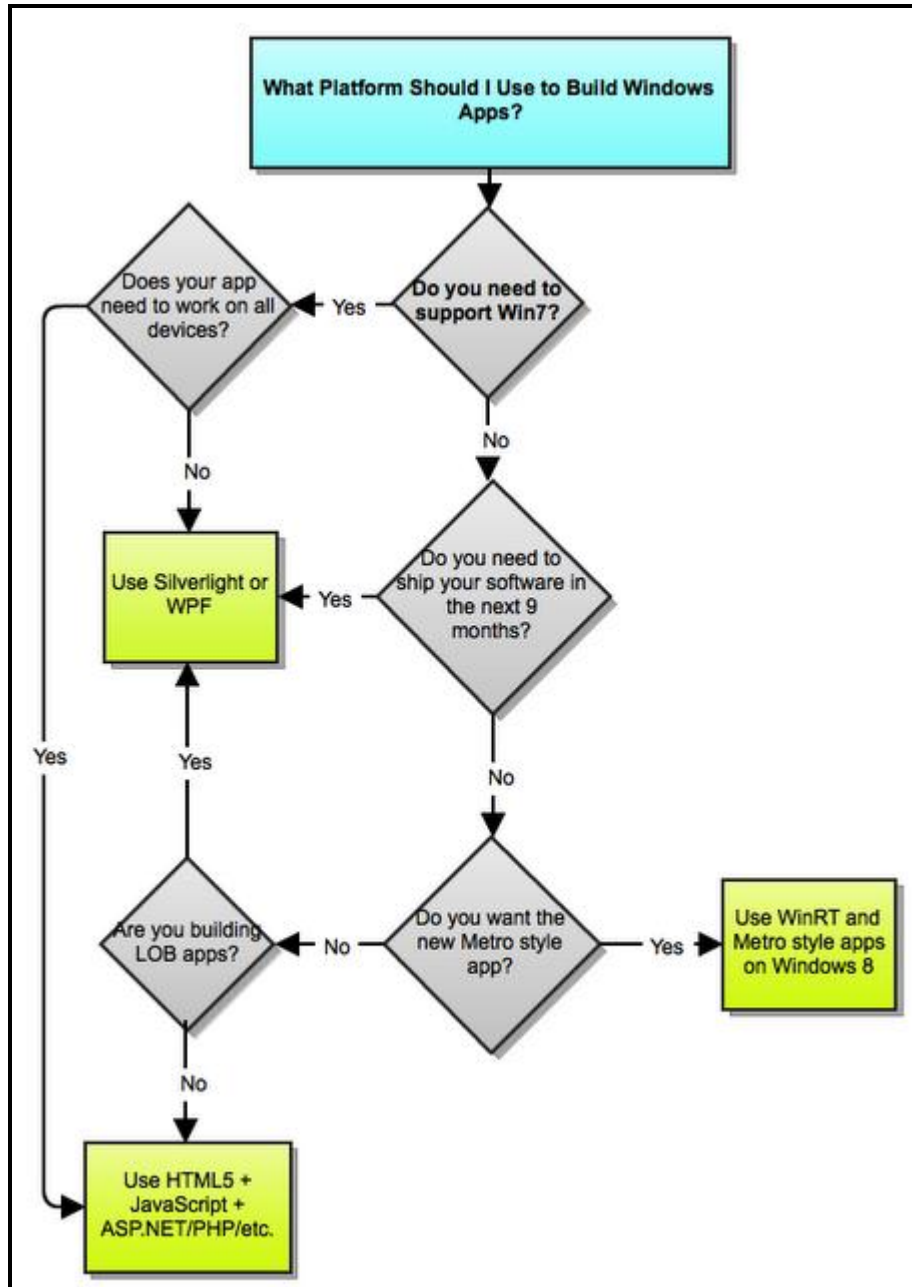 What Platform Should I Use to Build Windows
Apps?
Does your app
need to work on all
devices?
Yes
Do you need to
support Win7?
No
No
Use Silverlight or
WPF
Yes
Do you need to
ship your software in
the next 9
months?
Yes
Yes
No
Are you building
LOB apps?
No
Do you want the
new Metro style
app?
Yes
Use WinRT and
Metro style apps
on Windows 8
No
Use HTML5 +
JavaScript +
ASP.NET/PHP/etc.